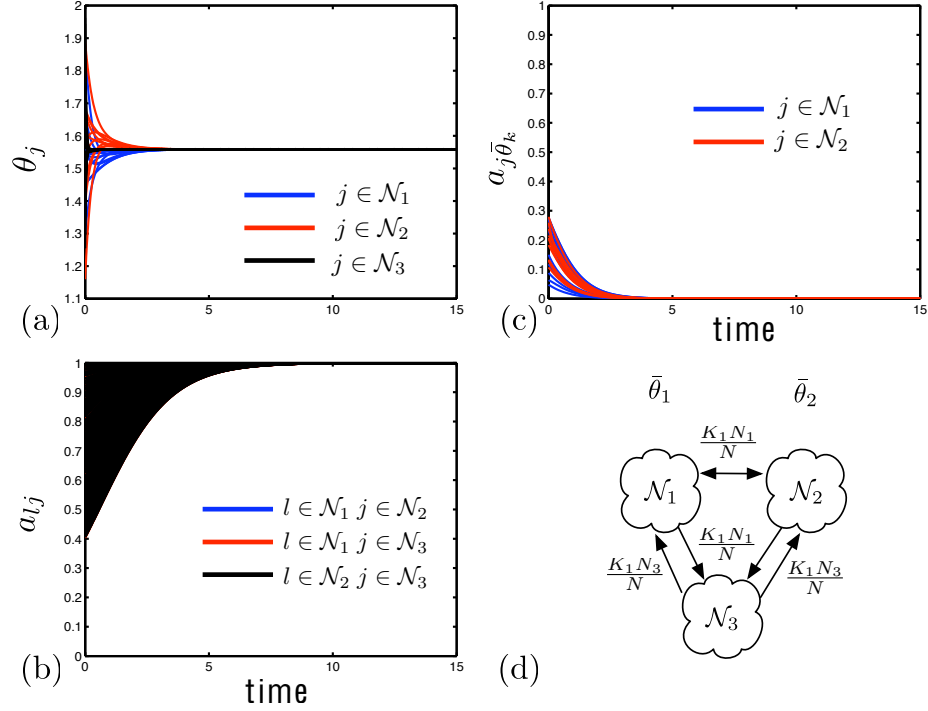 2
1.9
1.8
1.7
1.6
1.5
1.4
1.3
1.2
1.1
0 5 10 15
θ_j
j ∈ 𝒩_1
j ∈ 𝒩_2
j ∈ 𝒩_3
(a)
1
0.9
0.8
0.7
0.6
0.5
0.4
0.3
0.2
0.1
0
0 5 10 15
a_{jθ̄_k}
j ∈ 𝒩_1
j ∈ 𝒩_2
(c)
time
1
0.9
0.8
0.7
0.6
0.5
0.4
0.3
0.2
0.1
0
0 5 10 15
a_{lj}
l ∈ 𝒩_1 j ∈ 𝒩_2
l ∈ 𝒩_1 j ∈ 𝒩_3
l ∈ 𝒩_2 j ∈ 𝒩_3
(b)
time
θ̄_1 θ̄_2
K_1N_1/N
𝒩_1 𝒩_2
K_1N_1/N
K_1N_3/N K_1N_3/N
𝒩_3
(d)